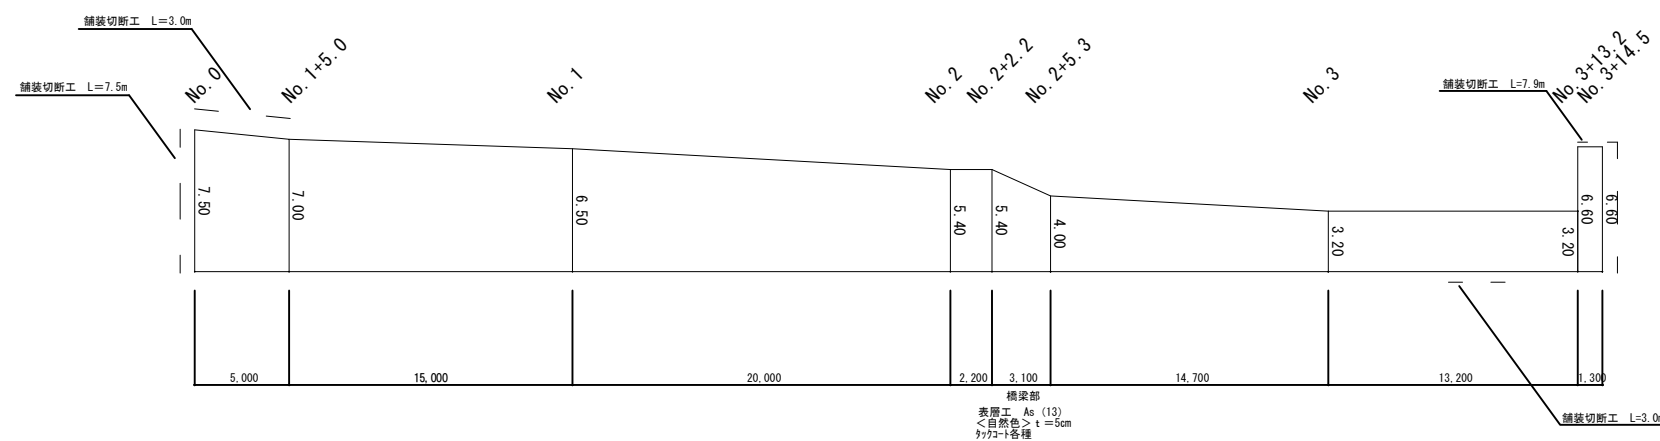 舗装切断工 L=3.0m
舗装切断工 L=7.5m
舗装切断工 L=7.9m
No.0
No.1+5.0
No.1
No.2
No.2+2.2
No.2+5.3
No.3
No.3+13.2
No.3+14.5
7.50
7.00
6.50
5.40
5.40
4.00
3.20
3.20
6.60
6.60
5,000
15,000
20,000
2,200
3,100
14,700
13,200
1,300
橋梁部
表層工 As (13)
<自然色> t=5cm
タックコート各種
舗装切断工 L=3.0m